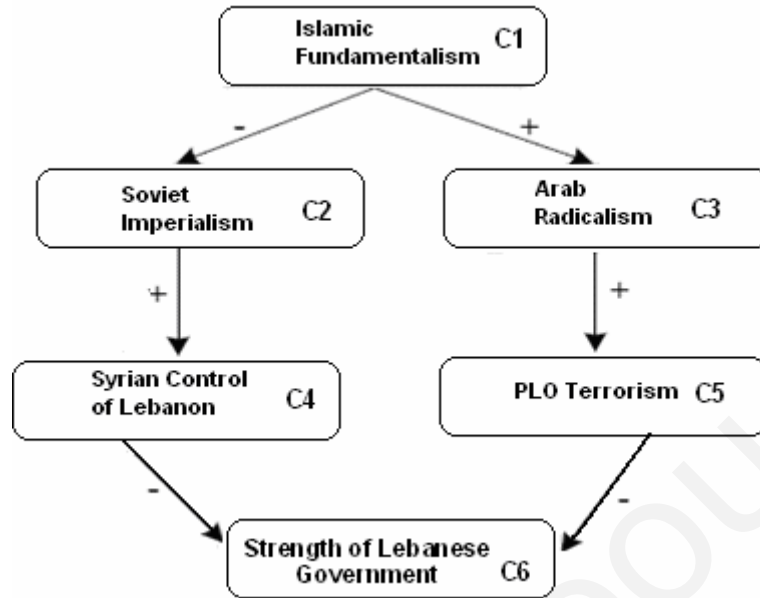 Islamic
Fundamentalism C1
-
+
Soviet
Imperialism C2
Arab
Radicalism C3
+
+
Syrian Control
of Lebanon C4
PLO Terrorism C5
-
-
Strength of Lebanese
Government C6